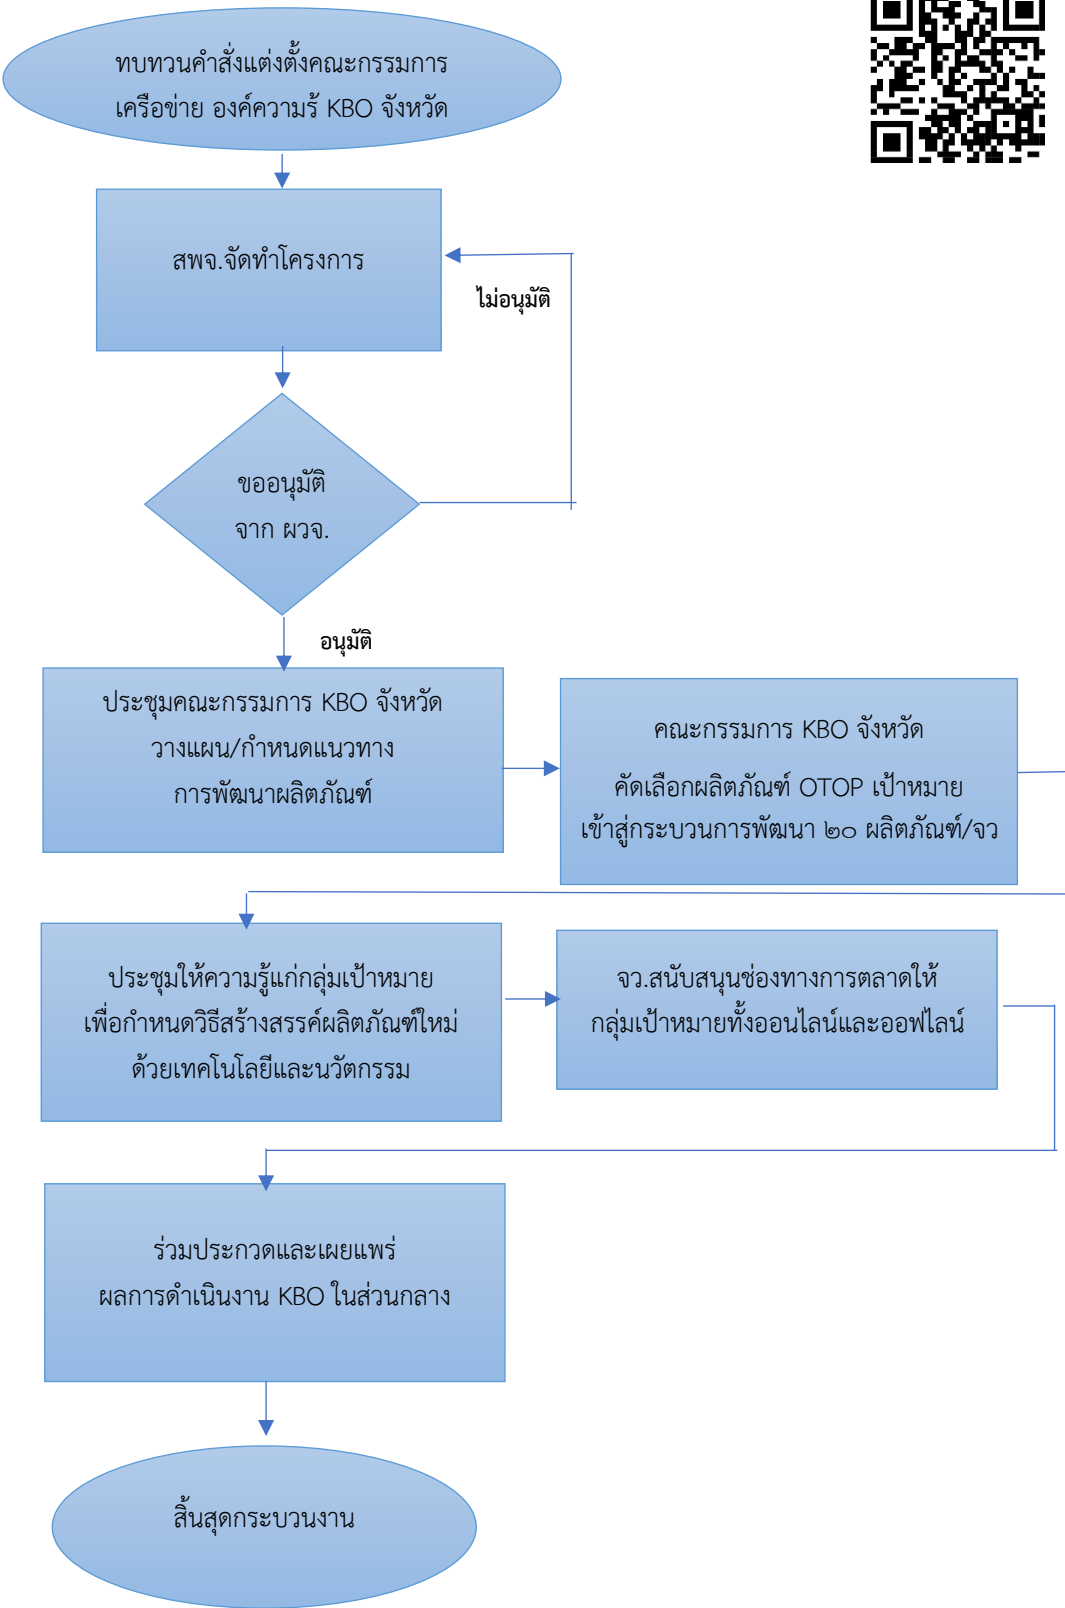 ทบทวนคำสั่งแต่งตั้งคณะกรรมการ
เครือข่าย องค์ความรู้ KBO จังหวัด
สพจ.จัดทำโครงการ
ไม่อนุมัติ
ขออนุมัติ
จาก ผวจ.
อนุมัติ
ประชุมคณะกรรมการ KBO จังหวัด
วางแผน/กำหนดแนวทาง
การพัฒนาผลิตภัณฑ์
คณะกรรมการ KBO จังหวัด
คัดเลือกผลิตภัณฑ์ OTOP เป้าหมาย
เข้าสู่กระบวนการพัฒนา ๒๐ ผลิตภัณฑ์/จว
ประชุมให้ความรู้แก่กลุ่มเป้าหมาย
เพื่อกำหนดวิธีสร้างสรรค์ผลิตภัณฑ์ใหม่
ด้วยเทคโนโลยีและนวัตกรรม
จว.สนับสนุนช่องทางการตลาดให้
กลุ่มเป้าหมายทั้งออนไลน์และออฟไลน์
ร่วมประกวดและเผยแพร่
ผลการดำเนินงาน KBO ในส่วนกลาง
สิ้นสุดกระบวนงาน